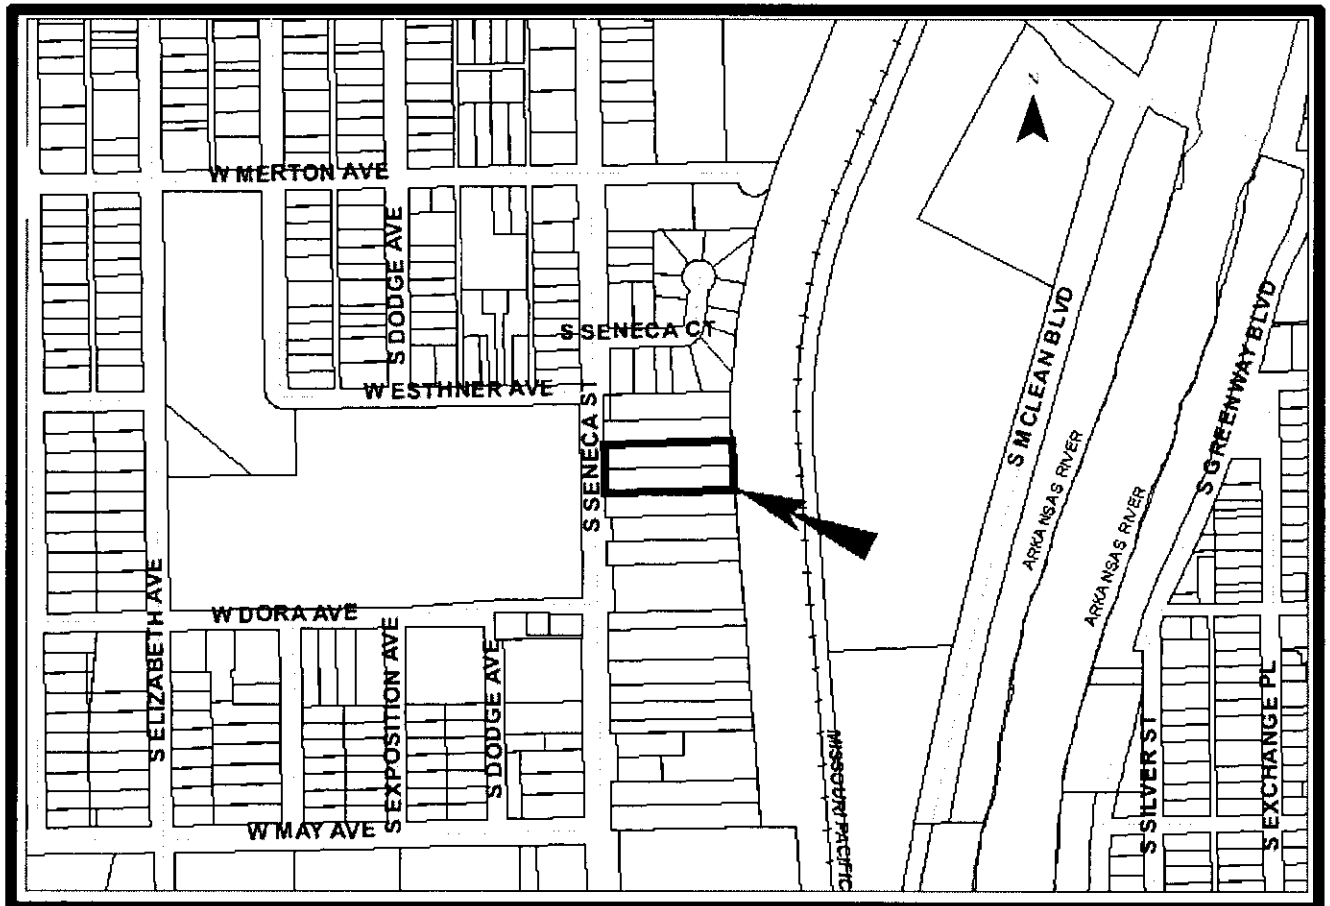 W MERTON AVE
S DODGE AVE
S SENECA CT
W ESTHNER AVE
S SENECA ST
S MCLEAN BLVD
ARKANSAS RIVER
ARKANSAS RIVER
S GREENWAY BLVD
S ELIZABETH AVE
W DORA AVE
S EXPOSITION AVE
S DODGE AVE
MISSOURI PACIFIC
S SILVER ST
S EXCHANGE PL
W MAY AVE